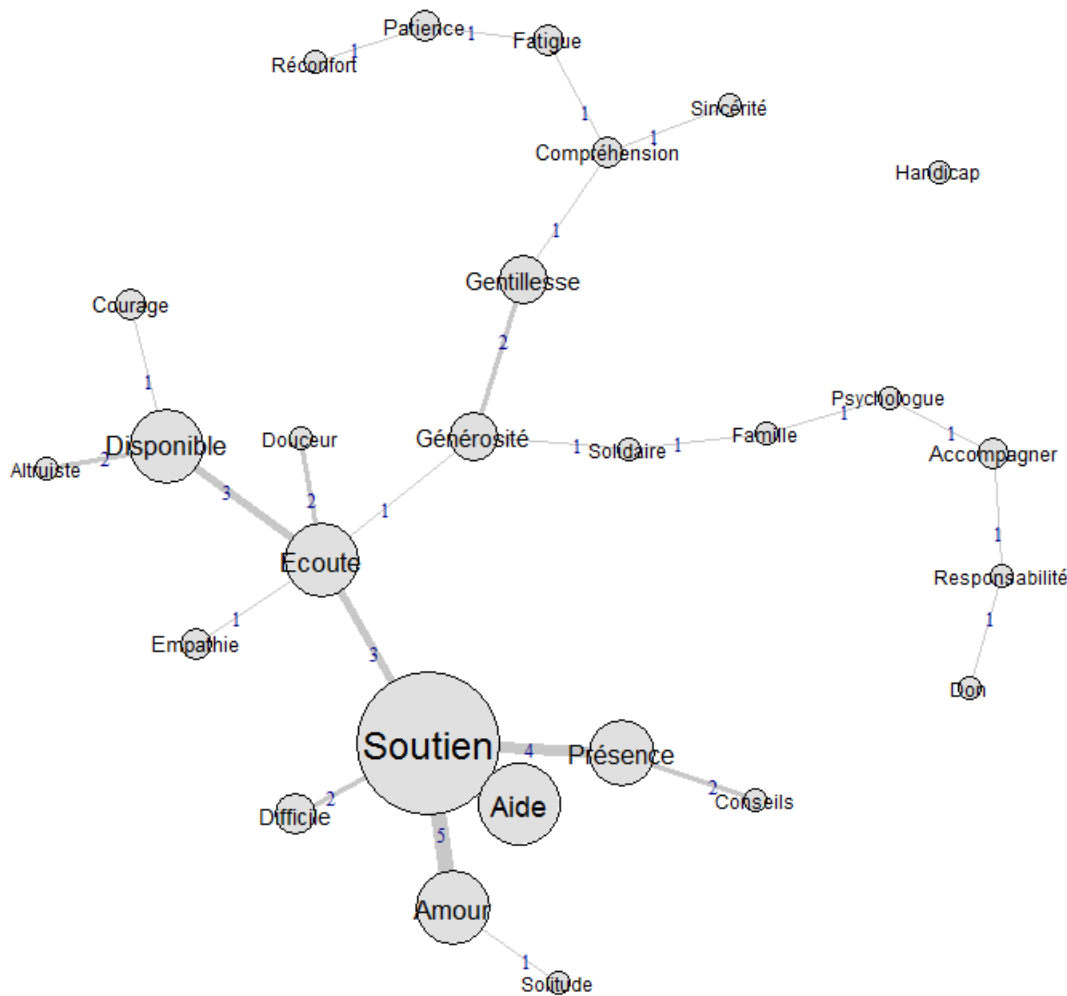 Patience
1
Fatigue
1
Réconfort
Sincérité
1
1
Compréhension
Handicap
1
Gentillesse
Courage
2
1
Psychologue
1
1
Douceur
Famille
Disponible
Générosité
1
Solidaire
1
Accompagner
Altruiste
2
3
2
1
1
Ecoute
Responsabilité
1
1
Empathie
3
Don
Soutien
4
Présence
2
2
Conseils
Difficile
Aide
5
Amour
1
Solitude